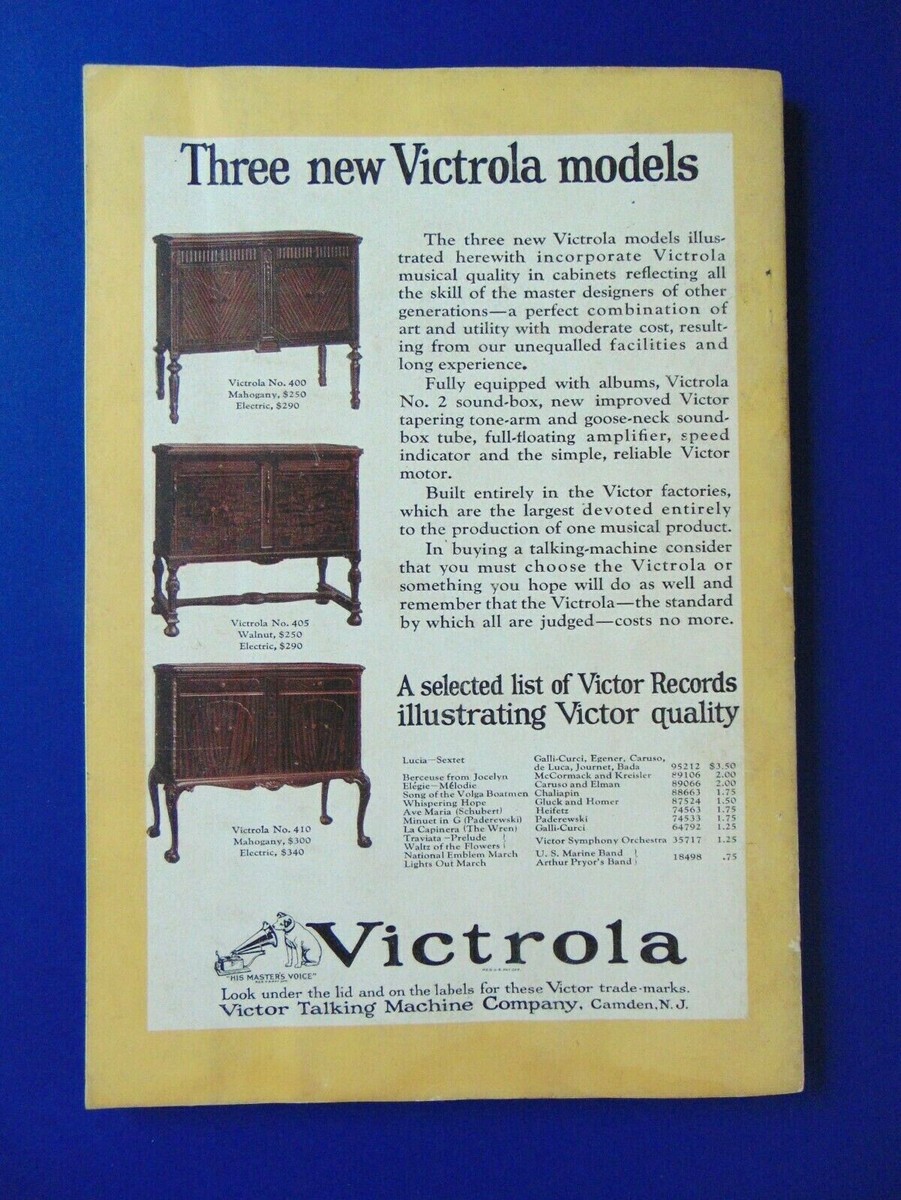 Three new Victrola models
Victrola No. 400
Mahogany, $250
Electric, $290
Victrola No. 405
Walnut, $250
Electric, $290
Victrola No. 410
Mahogany, $300
Electric, $340
The three new Victrola models illus-
trated herewith incorporate Victrola
musical quality in cabinets reflecting all
the skill of the master designers of other
generations—a perfect combination of
art and utility with moderate cost, result-
ing from our unequalled facilities and
long experience.
Fully equipped with albums, Victrola
No. 2 sound-box, new improved Victor
tapering tone-arm and goose-neck sound-
box tube, full-floating amplifier, speed
indicator and the simple, reliable Victor
motor.
Built entirely in the Victor factories,
which are the largest devoted entirely
to the production of one musical product.
In buying a talking-machine consider
that you must choose the Victrola or
something you hope will do as well and
remember that the Victrola—the standard
by which all are judged—costs no more.
A selected list of Victor Records
illustrating Victor quality
Lucia—Sextet Galli-Curci, Egener, Caruso,
de Luca, Journet, Bada 95212 $3.50
Berceuse from Jocelyn McCormack and Kreisler 89106 2.00
Elégie—Mélodie Caruso and Elman 89066 2.00
Song of the Volga Boatmen Chaliapin 88663 1.75
Whispering Hope Gluck and Homer 87524 1.50
Ave Maria (Schubert) Heifetz 74563 1.75
Minuet in G (Paderewski) Paderewski 74533 1.75
La Capinera (The Wren) Galli-Curci 64792 1.25
Traviata—Prelude
Waltz of the Flowers Victor Symphony Orchestra 35717 1.25
National Emblem March U. S. Marine Band
Lights Out March Arthur Pryor's Band 18498 .75
"HIS MASTER'S VOICE"
Victrola
Look under the lid and on the labels for these Victor trade-marks.
Victor Talking Machine Company, Camden, N. J.